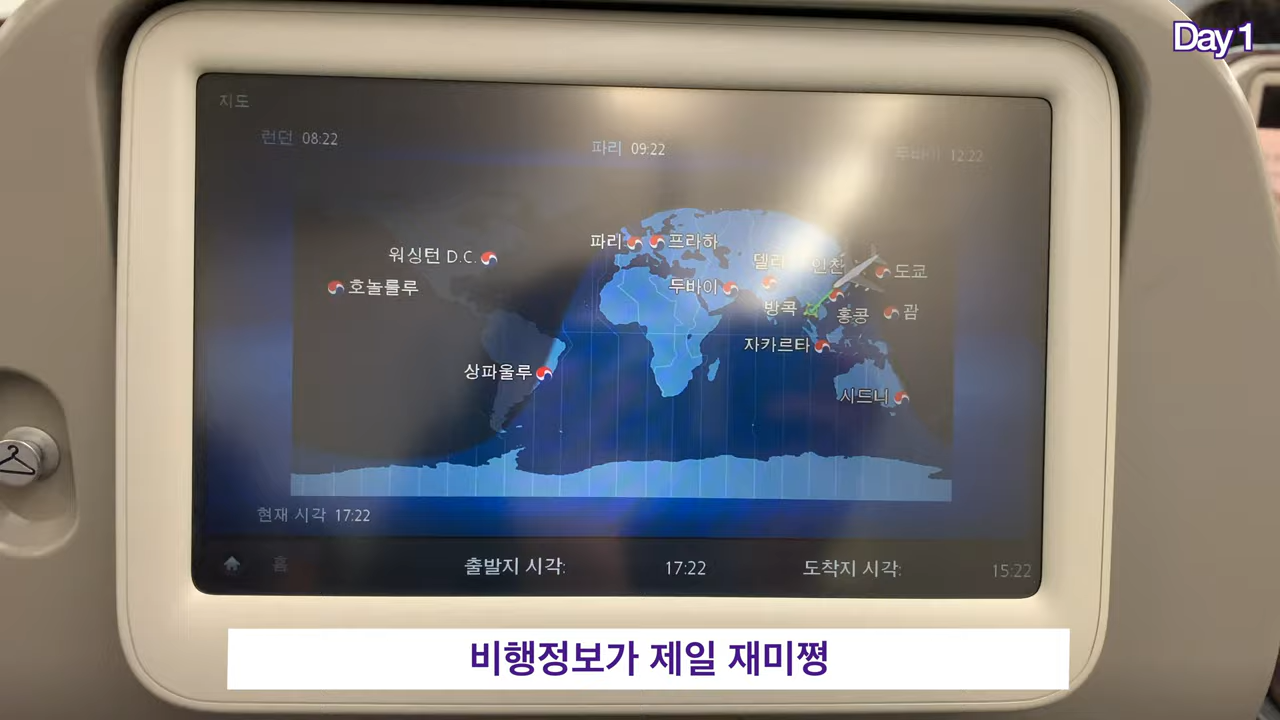 Day 1
지도
런던 08:22
파리 09:22
두바이 12:22
워싱턴 D.C.
호놀룰루
파리
프라하
델리
인천
도쿄
두바이
방콕
홍콩
괌
자카르타
상파울루
시드니
현재 시각 17:22
홈
출발지 시각: 17:22
도착지 시각: 15:22
비행정보가 제일 재미쪙